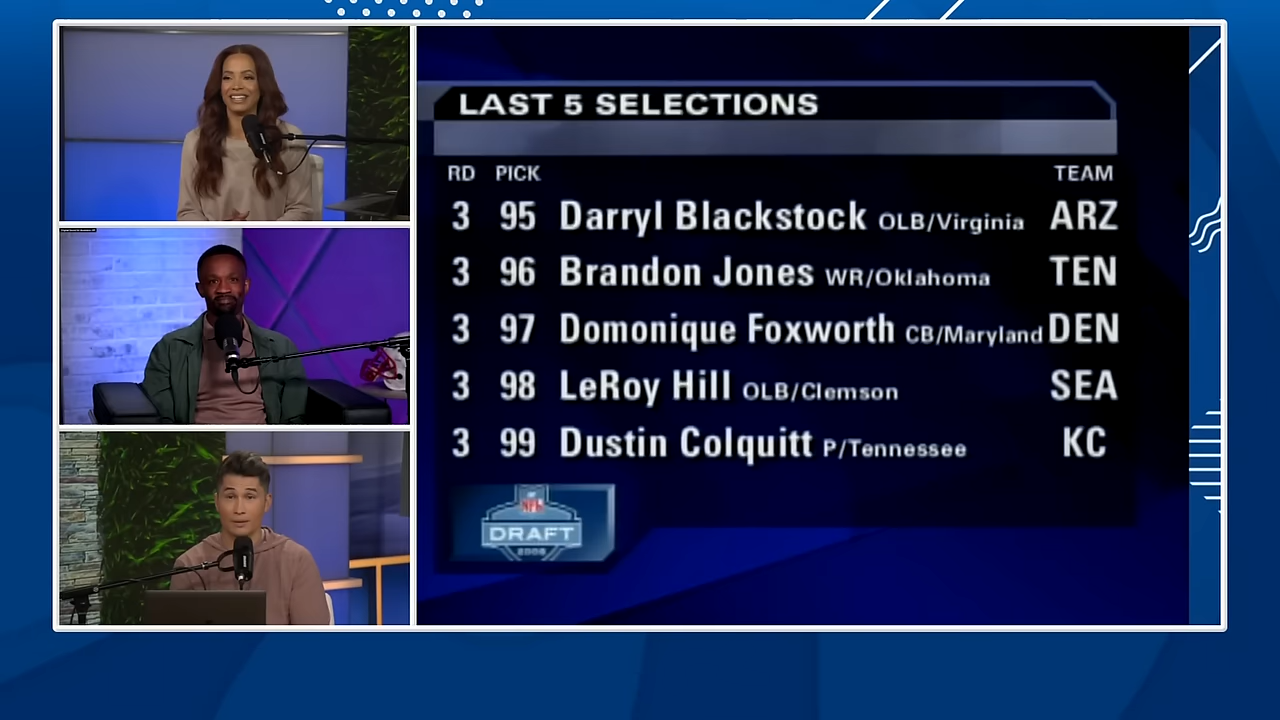 LAST 5 SELECTIONS
RD PICK TEAM
3 95 Darryl Blackstock OLB/Virginia ARZ
3 96 Brandon Jones WR/Oklahoma TEN
3 97 Domonique Foxworth CB/Maryland DEN
3 98 LeRoy Hill OLB/Clemson SEA
3 99 Dustin Colquitt P/Tennessee KC
NFL
DRAFT